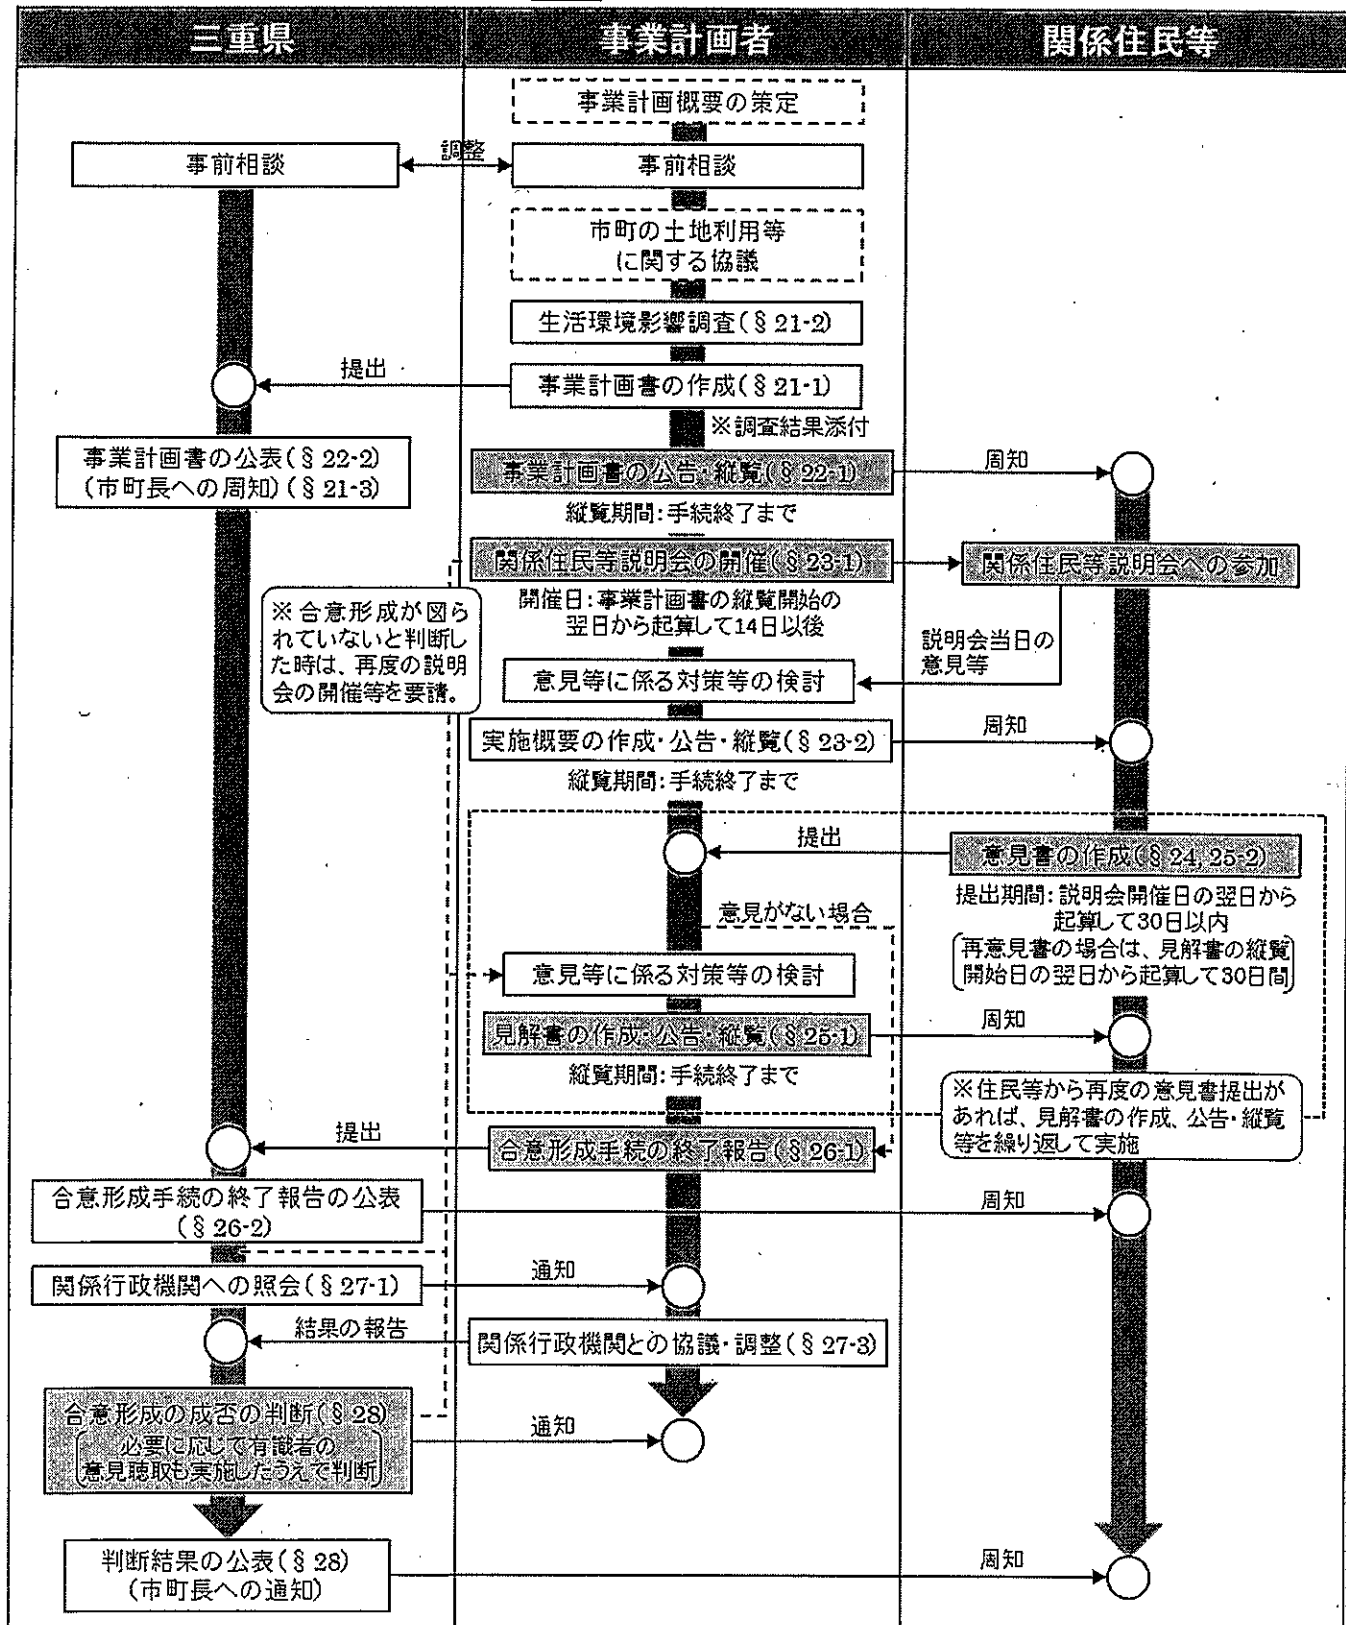 三重県
事業計画者
関係住民等
事業計画概要の策定
事前相談
調整
事前相談
市町の土地利用等
に関する協議
生活環境影響調査(§21-2)
提出
事業計画書の作成(§21-1)
※調査結果添付
事業計画書の公表(§22-2)
(市町長への周知)(§21-3)
事業計画書の公告・縦覧(§22-1)
周知
縦覧期間:手続終了まで
関係住民等説明会の開催(§23-1)
関係住民等説明会への参加
開催日:事業計画書の縦覧開始の
翌日から起算して14日以後
※合意形成が図ら
れていないと判断し
た時は、再度の説明
会の開催等を要請。
説明会当日の
意見等
意見等に係る対策等の検討
実施概要の作成・公告・縦覧(§23-2)
周知
縦覧期間:手続終了まで
提出
意見書の作成(§24,25-2)
提出期間:説明会開催日の翌日から
起算して30日以内
再意見書の場合は、見解書の縦覧
開始日の翌日から起算して30日間
意見がない場合
意見等に係る対策等の検討
見解書の作成・公告・縦覧(§25-1)
周知
縦覧期間:手続終了まで
※住民等から再度の意見書提出が
あれば、見解書の作成、公告・縦覧
等を繰り返して実施
提出
合意形成手続の終了報告(§26-1)
合意形成手続の終了報告の公表
(§26-2)
周知
関係行政機関への照会(§27-1)
通知
結果の報告
関係行政機関との協議・調整(§27-3)
合意形成の成否の判断(§28)
必要に応じて有識者の
意見聴取も実施したうえで判断
通知
判断結果の公表(§28)
(市町長への通知)
周知